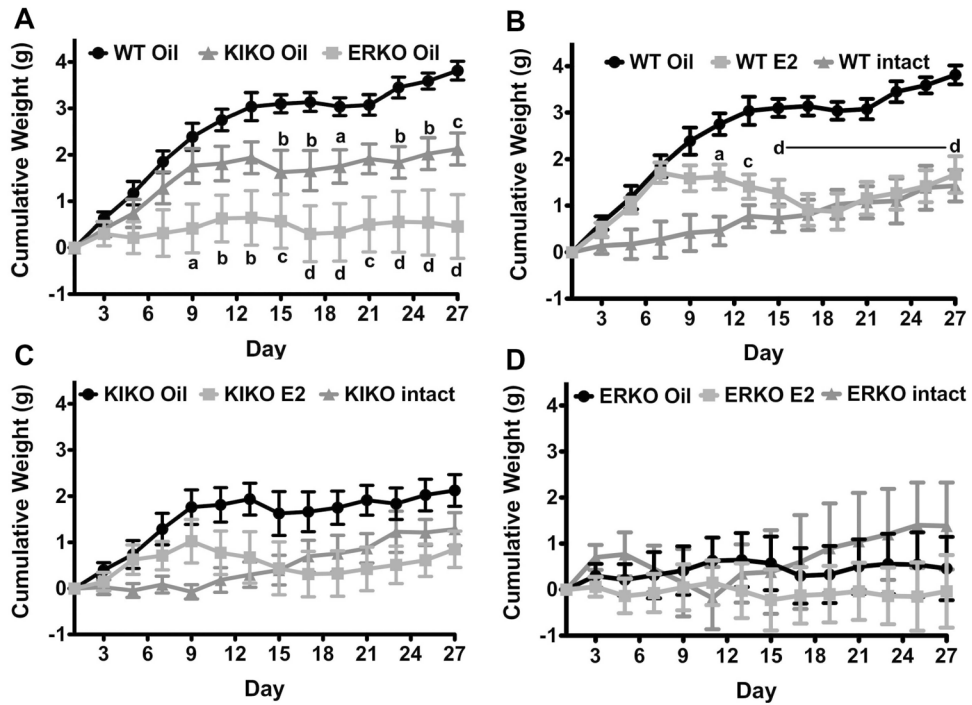 A
WT Oil KIKO Oil ERKO Oil
Cumulative Weight (g)
4
3
2
1
0
-1
b b a b b c
a b b c d d c d d d
3 6 9 12 15 18 21 24 27
Day
B
WT Oil WT E2 WT intact
Cumulative Weight (g)
4
3
2
1
0
-1
a c d d
3 6 9 12 15 18 21 24 27
Day
C
KIKO Oil KIKO E2 KIKO intact
Cumulative Weight (g)
4
3
2
1
0
-1
3 6 9 12 15 18 21 24 27
Day
D
ERKO Oil ERKO E2 ERKO intact
Cumulative Weight (g)
4
3
2
1
0
-1
3 6 9 12 15 18 21 24 27
Day